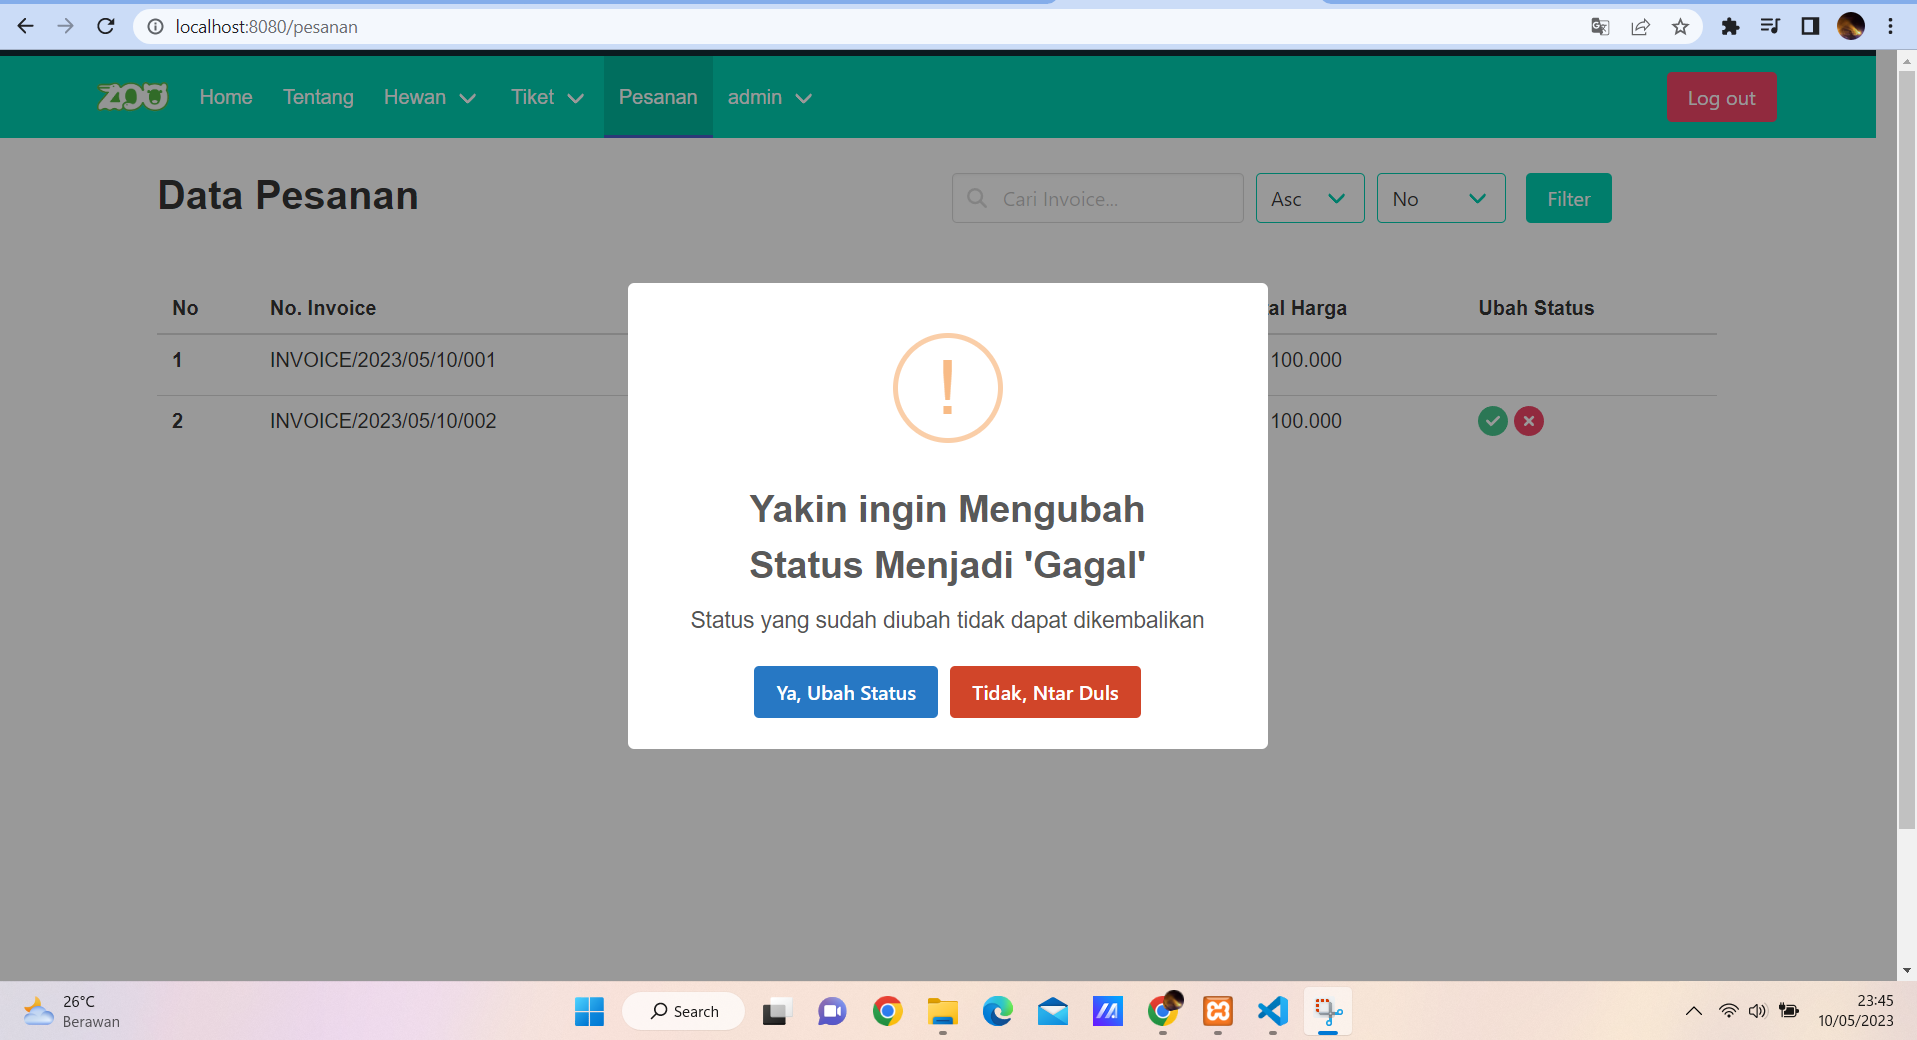 localhost:8080/pesanan
ZOO
Home
Tentang
Hewan
Tiket
Pesanan
admin
Log out
Data Pesanan
Cari Invoice...
Asc
No
Filter
No
No. Invoice
al Harga
Ubah Status
1
INVOICE/2023/05/10/001
100.000
2
INVOICE/2023/05/10/002
100.000
!
Yakin ingin Mengubah
Status Menjadi 'Gagal'
Status yang sudah diubah tidak dapat dikembalikan
Ya, Ubah Status
Tidak, Ntar Duls
26°C
Berawan
Search
23:45
10/05/2023